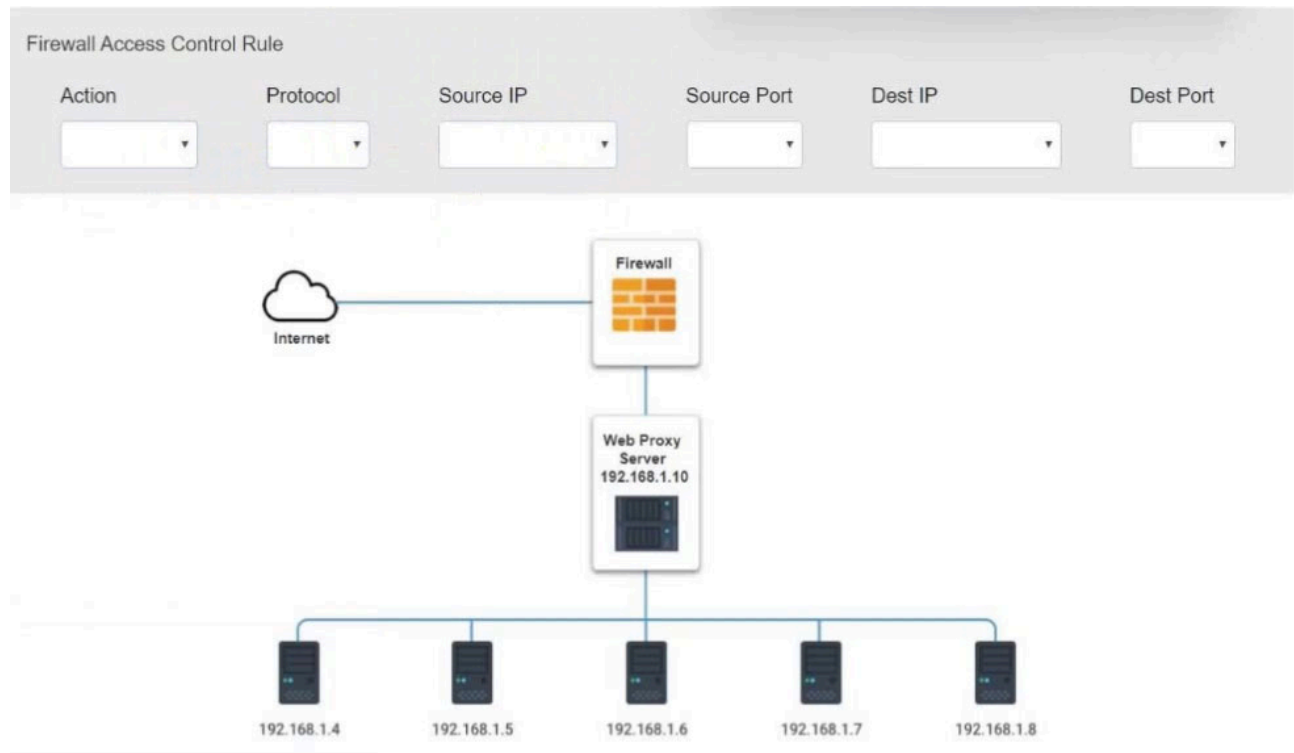 Firewall Access Control Rule
Action Protocol Source IP Source Port Dest IP Dest Port
Firewall
Internet
Web Proxy
Server
192.168.1.10
192.168.1.4 192.168.1.5 192.168.1.6 192.168.1.7 192.168.1.8